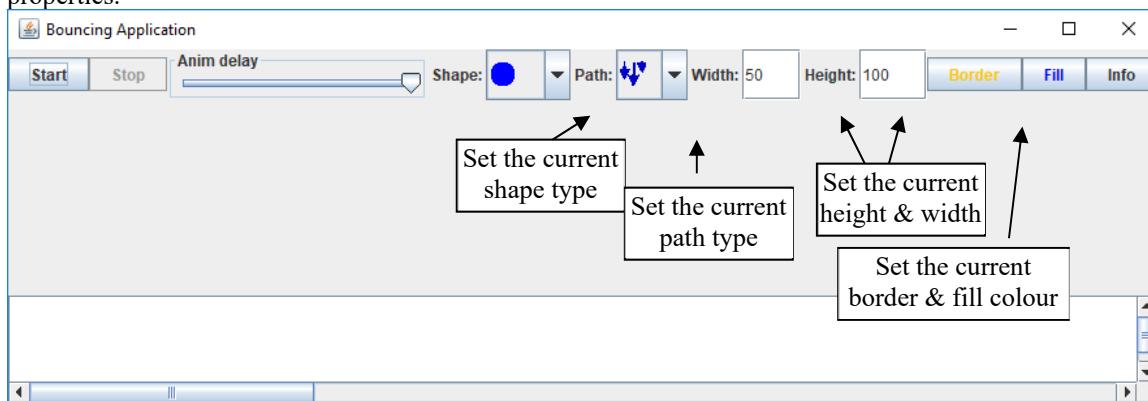 properties.
Bouncing Application
Start Stop Anim delay Shape: Path: Width: 50 Height: 100 Border Fill Info
Set the current
shape type
Set the current
path type
Set the current
height & width
Set the current
border & fill colour